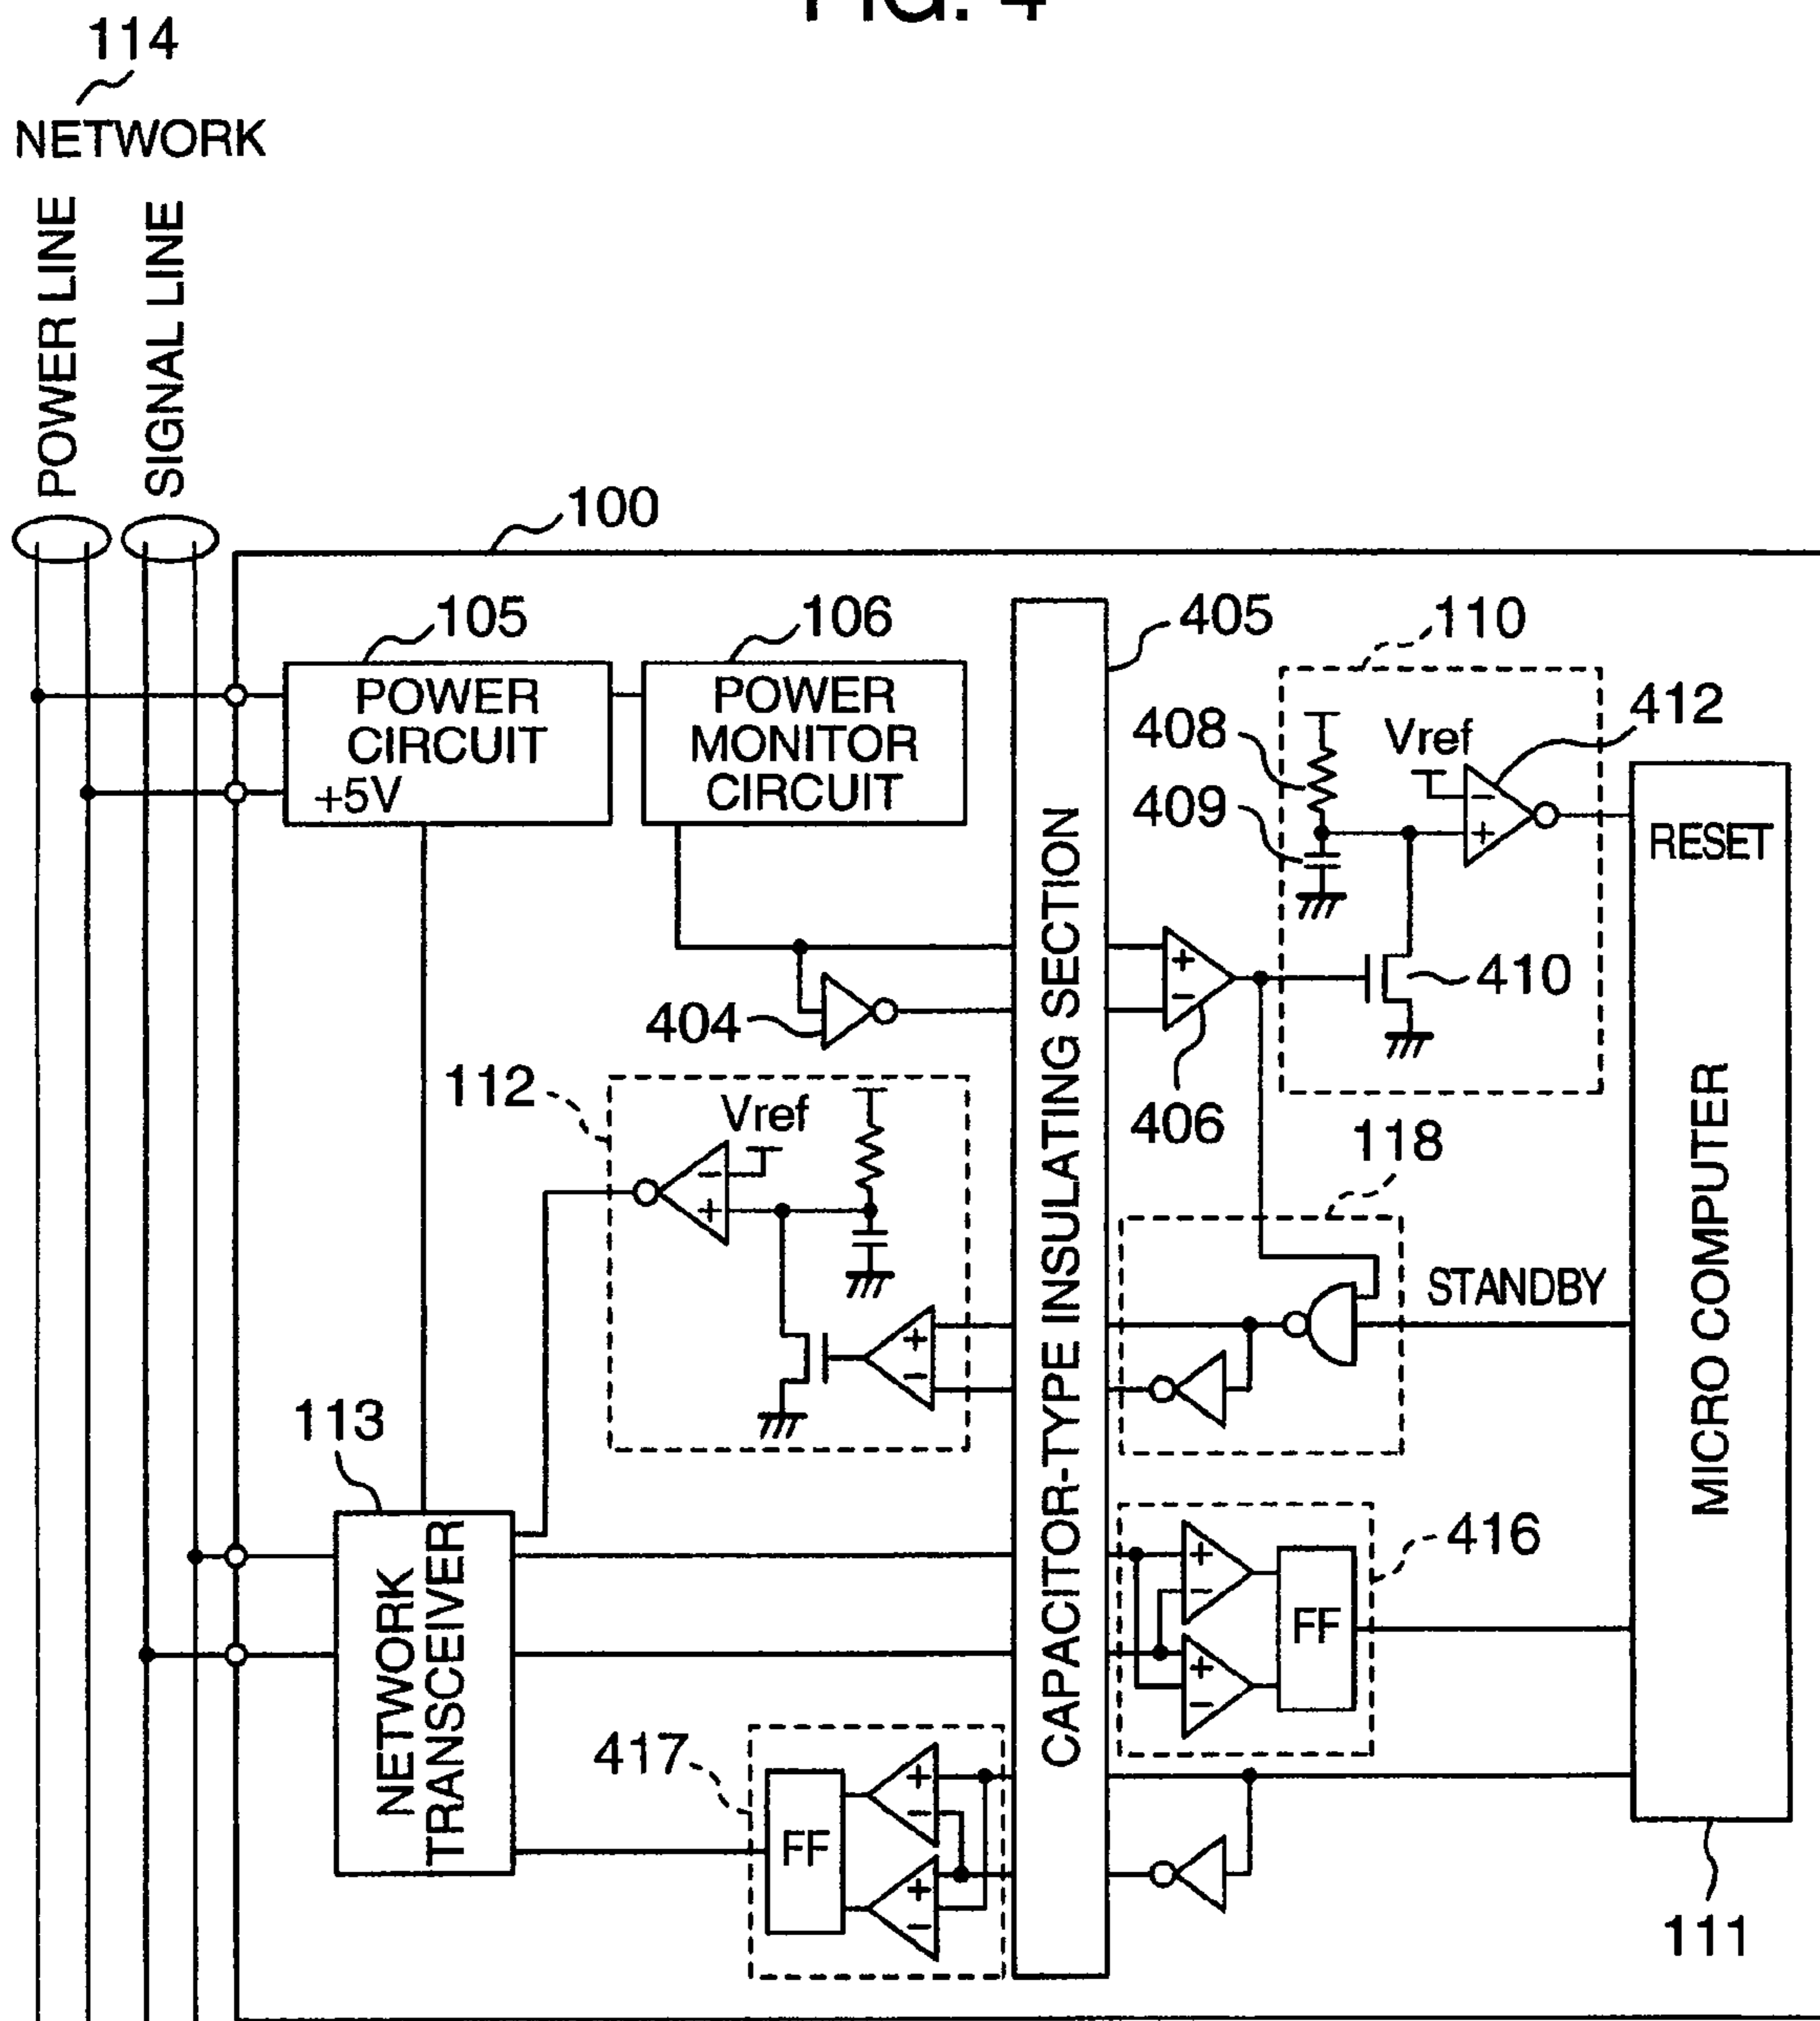 FIG. 4
114
NETWORK
POWER LINE
SIGNAL LINE
100
105
106
405
110
POWER
CIRCUIT
+5V
POWER
MONITOR
CIRCUIT
408
409
Vref
412
-
+
RESET
404
+
-
406
410
112
Vref
-
+
118
STANDBY
+
-
CAPACITOR-TYPE INSULATING SECTION
MICRO COMPUTER
113
NETWORK
TRANSCEIVER
+
-
+
-
FF
416
417
FF
+
-
+
-
111